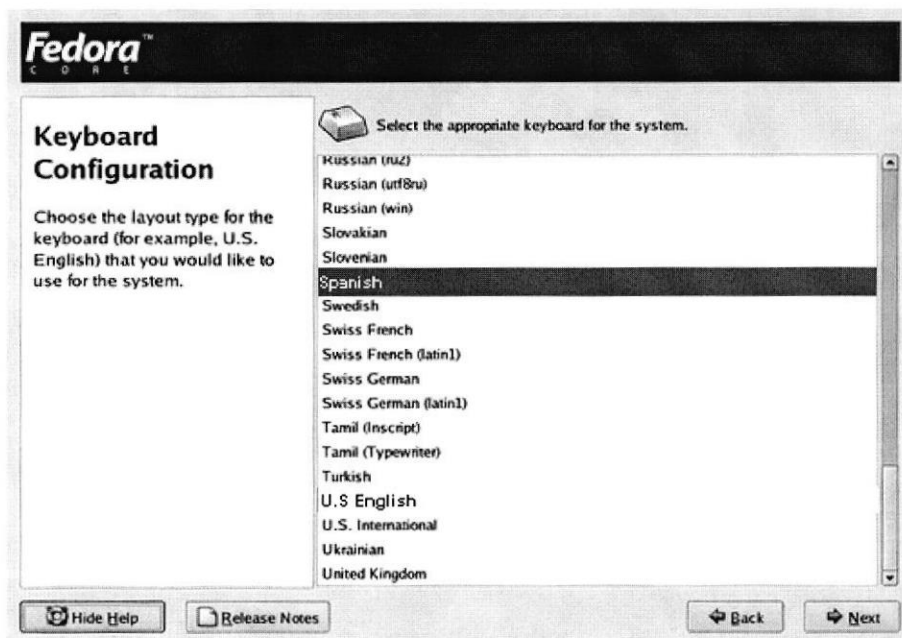 Fedora™
CORE
Keyboard
Configuration
Choose the layout type for the
keyboard (for example, U.S.
English) that you would like to
use for the system.
Select the appropriate keyboard for the system.
Russian (ru2)
Russian (utf8ru)
Russian (win)
Slovakian
Slovenian
Spanish
Swedish
Swiss French
Swiss French (latin1)
Swiss German
Swiss German (latin1)
Tamil (Inscript)
Tamil (Typewriter)
Turkish
U.S English
U.S. International
Ukrainian
United Kingdom
Hide Help
Release Notes
Back
Next